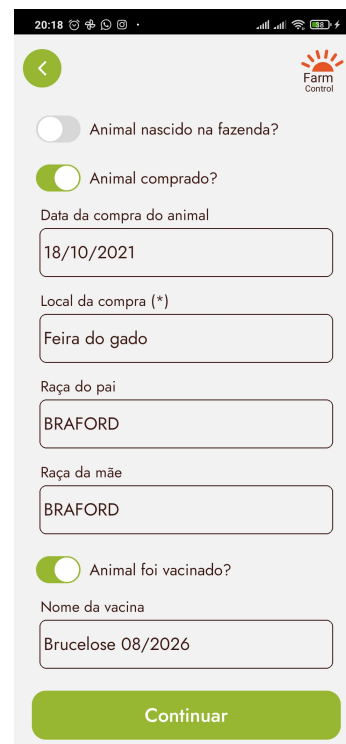 20:18
58
Farm
Control
Animal nascido na fazenda?
Animal comprado?
Data da compra do animal
18/10/2021
Local da compra (*)
Feira do gado
Raça do pai
BRAFORD
Raça da mãe
BRAFORD
Animal foi vacinado?
Nome da vacina
Brucelose 08/2026
Continuar